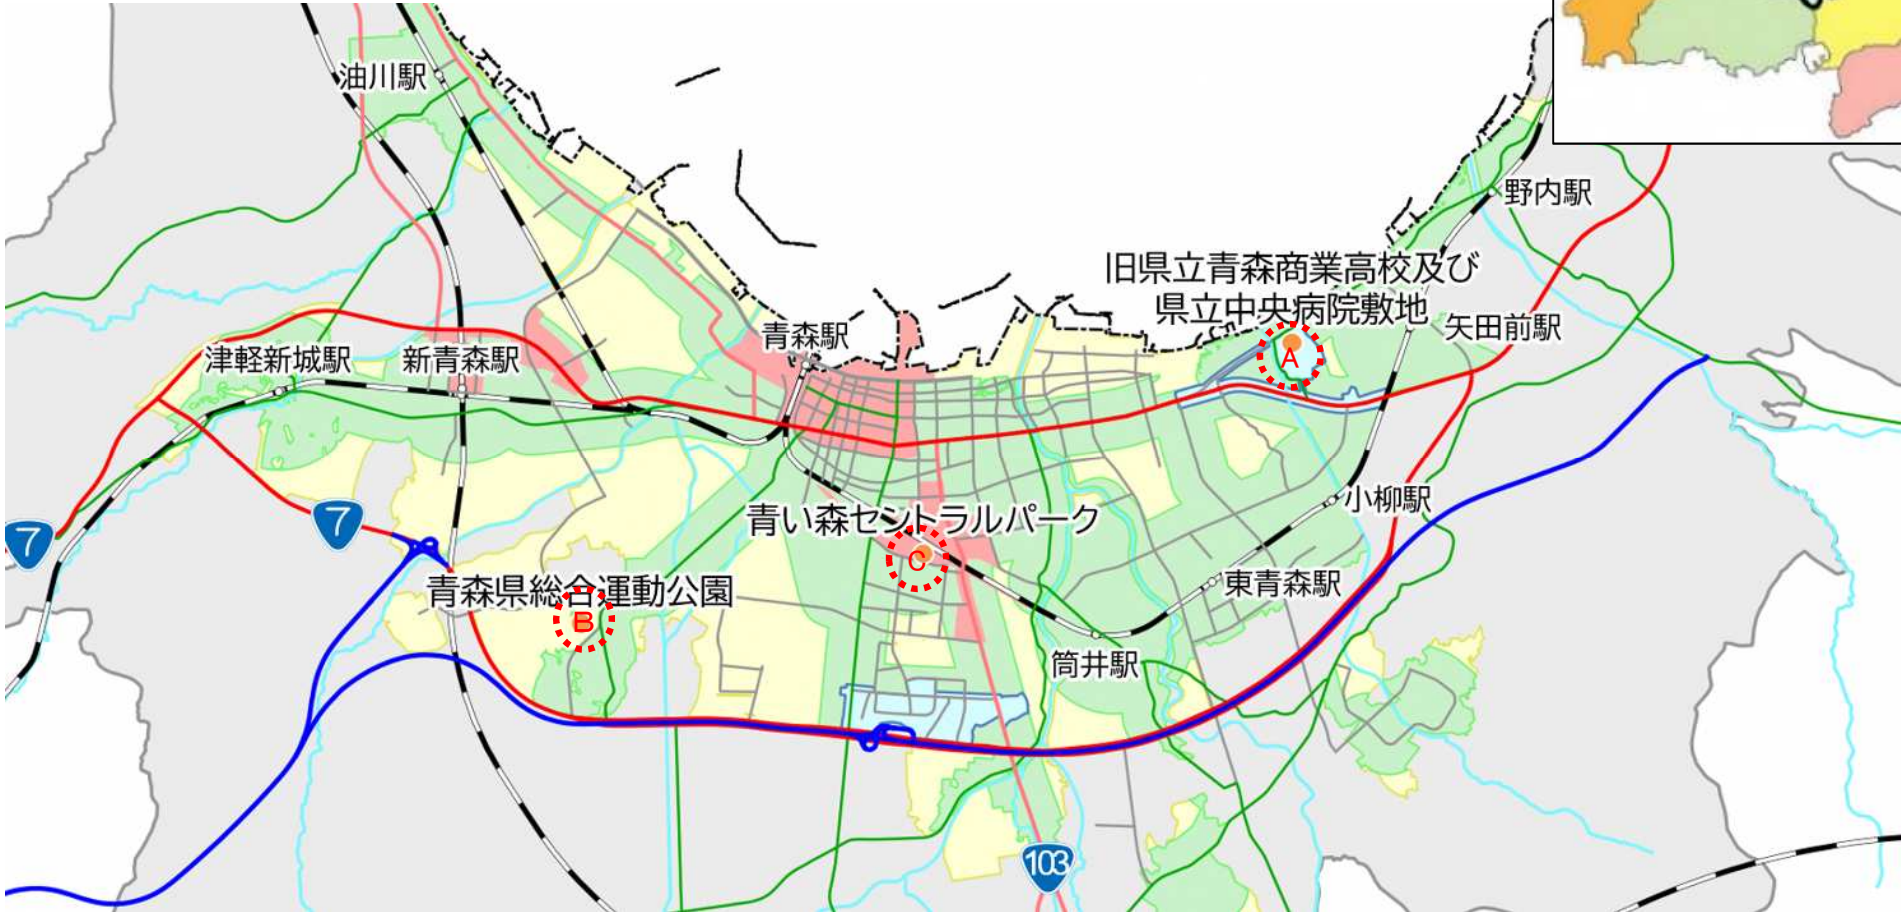 油川駅
野内駅
旧県立青森商業高校及び
県立中央病院敷地
青森駅
矢田前駅
津軽新城駅
新青森駅
A
小柳駅
青い森セントラルパーク
7
7
C
東青森駅
青森県総合運動公園
B
筒井駅
103